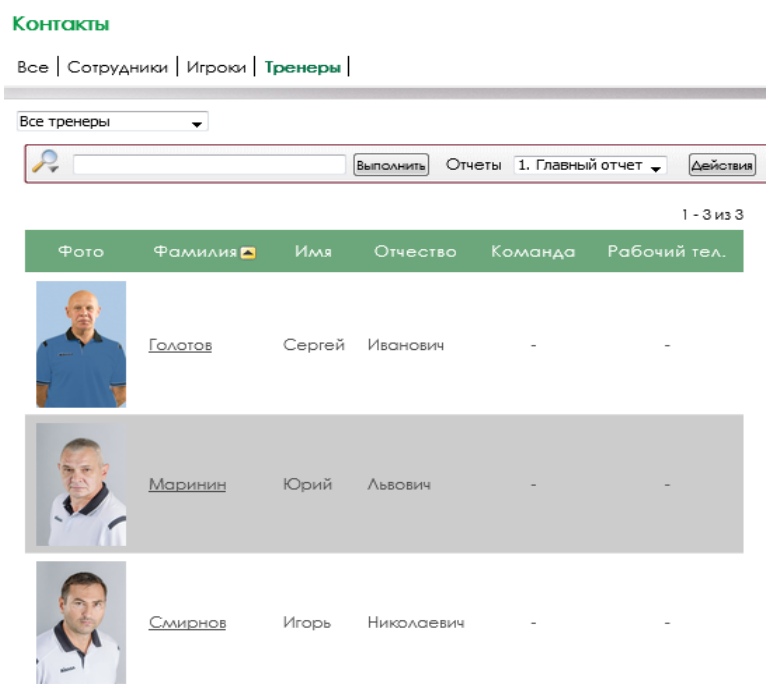 Контакты
Все | Сотрудники | Игроки | Тренеры |
Все тренеры
Выполнить Отчеты 1. Главный отчет Действия
1 - 3 из 3
Фото Фамилия Имя Отчество Команда Рабочий тел.
Голотов Сергей Иванович - -
Маринин Юрий Львович - -
Смирнов Игорь Николаевич - -